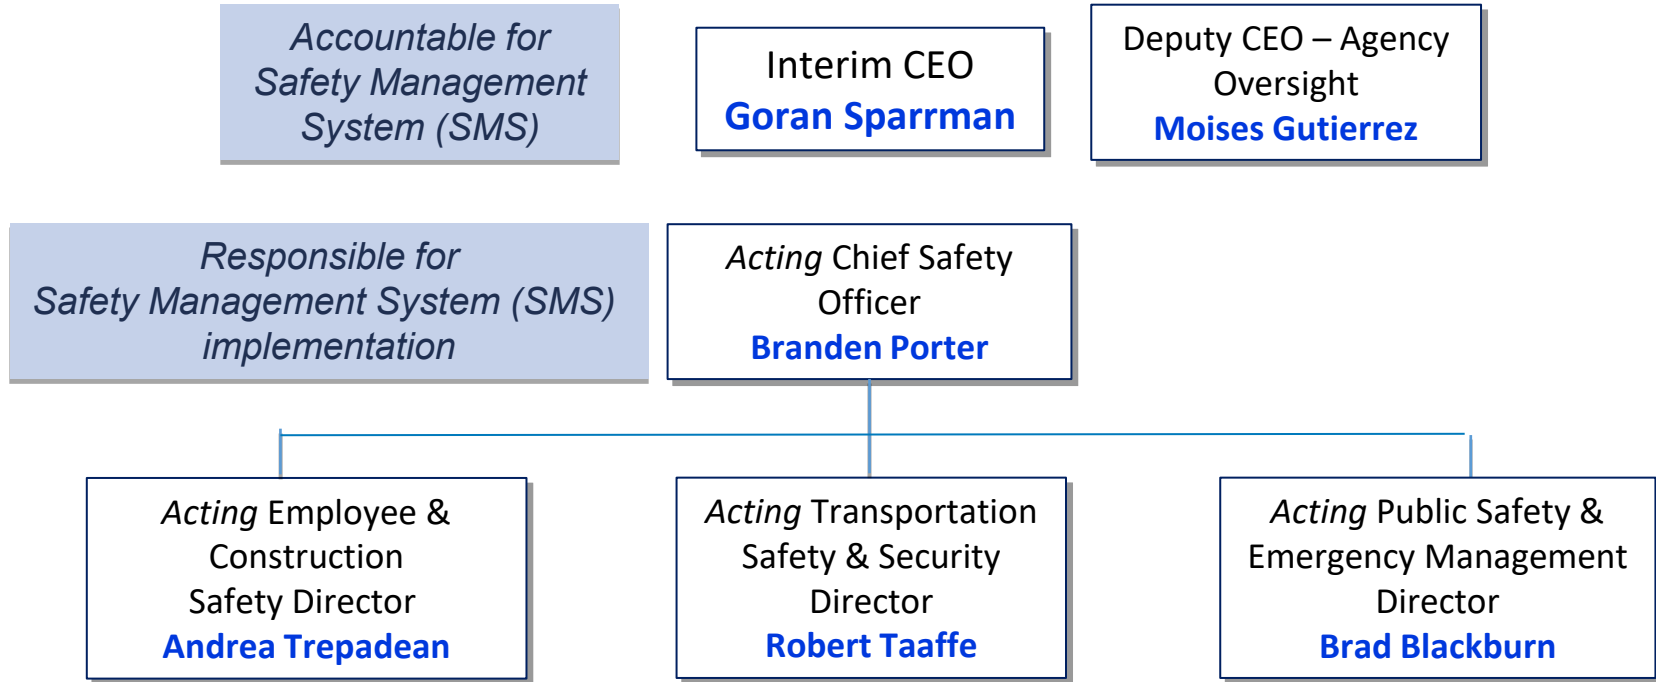 Accountable for
Safety Management
System (SMS)
Interim CEO
Goran Sparrman
Deputy CEO – Agency
Oversight
Moises Gutierrez
Responsible for
Safety Management System (SMS)
implementation
Acting Chief Safety
Officer
Branden Porter
Acting Employee &
Construction
Safety Director
Andrea Trepadean
Acting Transportation
Safety & Security
Director
Robert Taaffe
Acting Public Safety &
Emergency Management
Director
Brad Blackburn